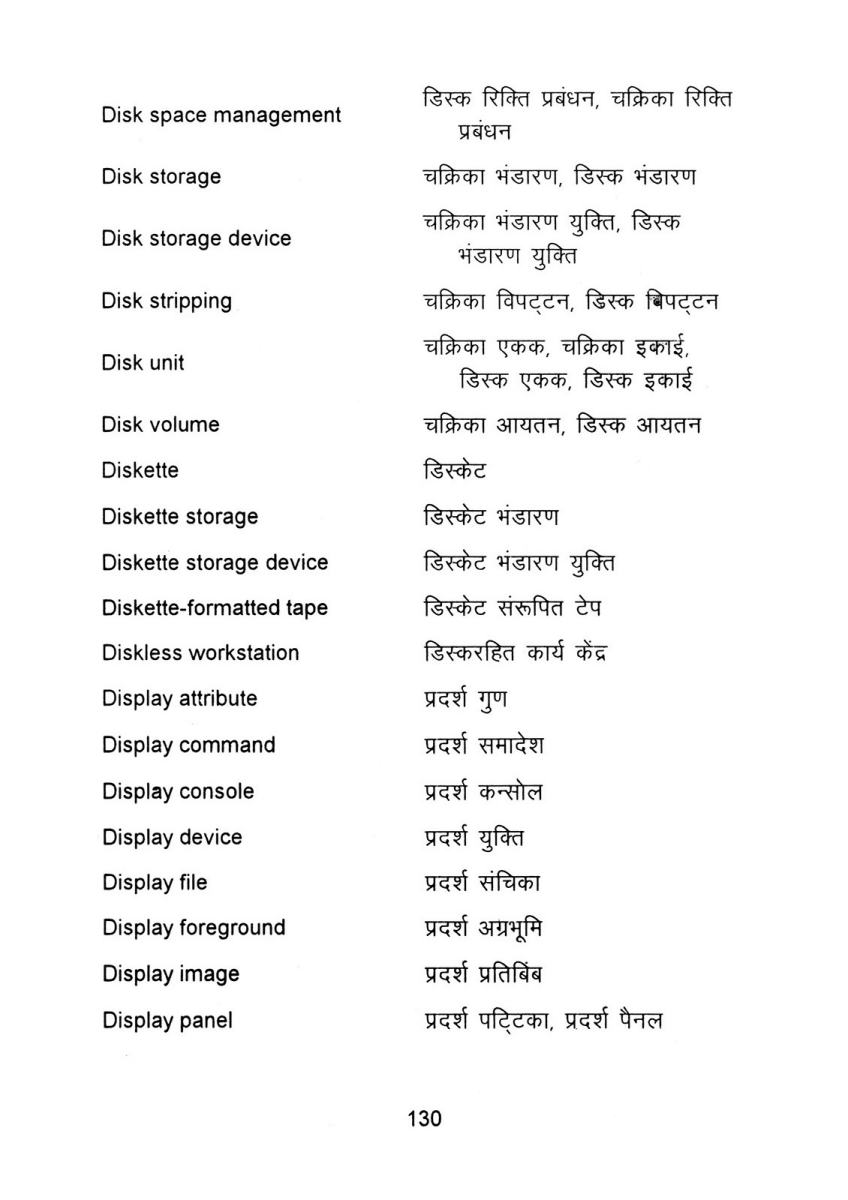 Disk space management डिस्क रिक्ति प्रबंधन, चक्रिका रिक्ति
प्रबंधन
Disk storage चक्रिका भंडारण, डिस्क भंडारण
Disk storage device चक्रिका भंडारण युक्ति, डिस्क
भंडारण युक्ति
Disk stripping चक्रिका विपट्टन, डिस्क विपट्टन
Disk unit चक्रिका एकक, चक्रिका इकाई,
डिस्क एकक, डिस्क इकाई
Disk volume चक्रिका आयतन, डिस्क आयतन
Diskette डिस्केट
Diskette storage डिस्केट भंडारण
Diskette storage device डिस्केट भंडारण युक्ति
Diskette-formatted tape डिस्केट संरूपित टेप
Diskless workstation डिस्करहित कार्य केंद्र
Display attribute प्रदर्श गुण
Display command प्रदर्श समादेश
Display console प्रदर्श कन्सोल
Display device प्रदर्श युक्ति
Display file प्रदर्श संचिका
Display foreground प्रदर्श अग्रभूमि
Display image प्रदर्श प्रतिबिंब
Display panel प्रदर्श पट्टिका, प्रदर्श पैनल
130